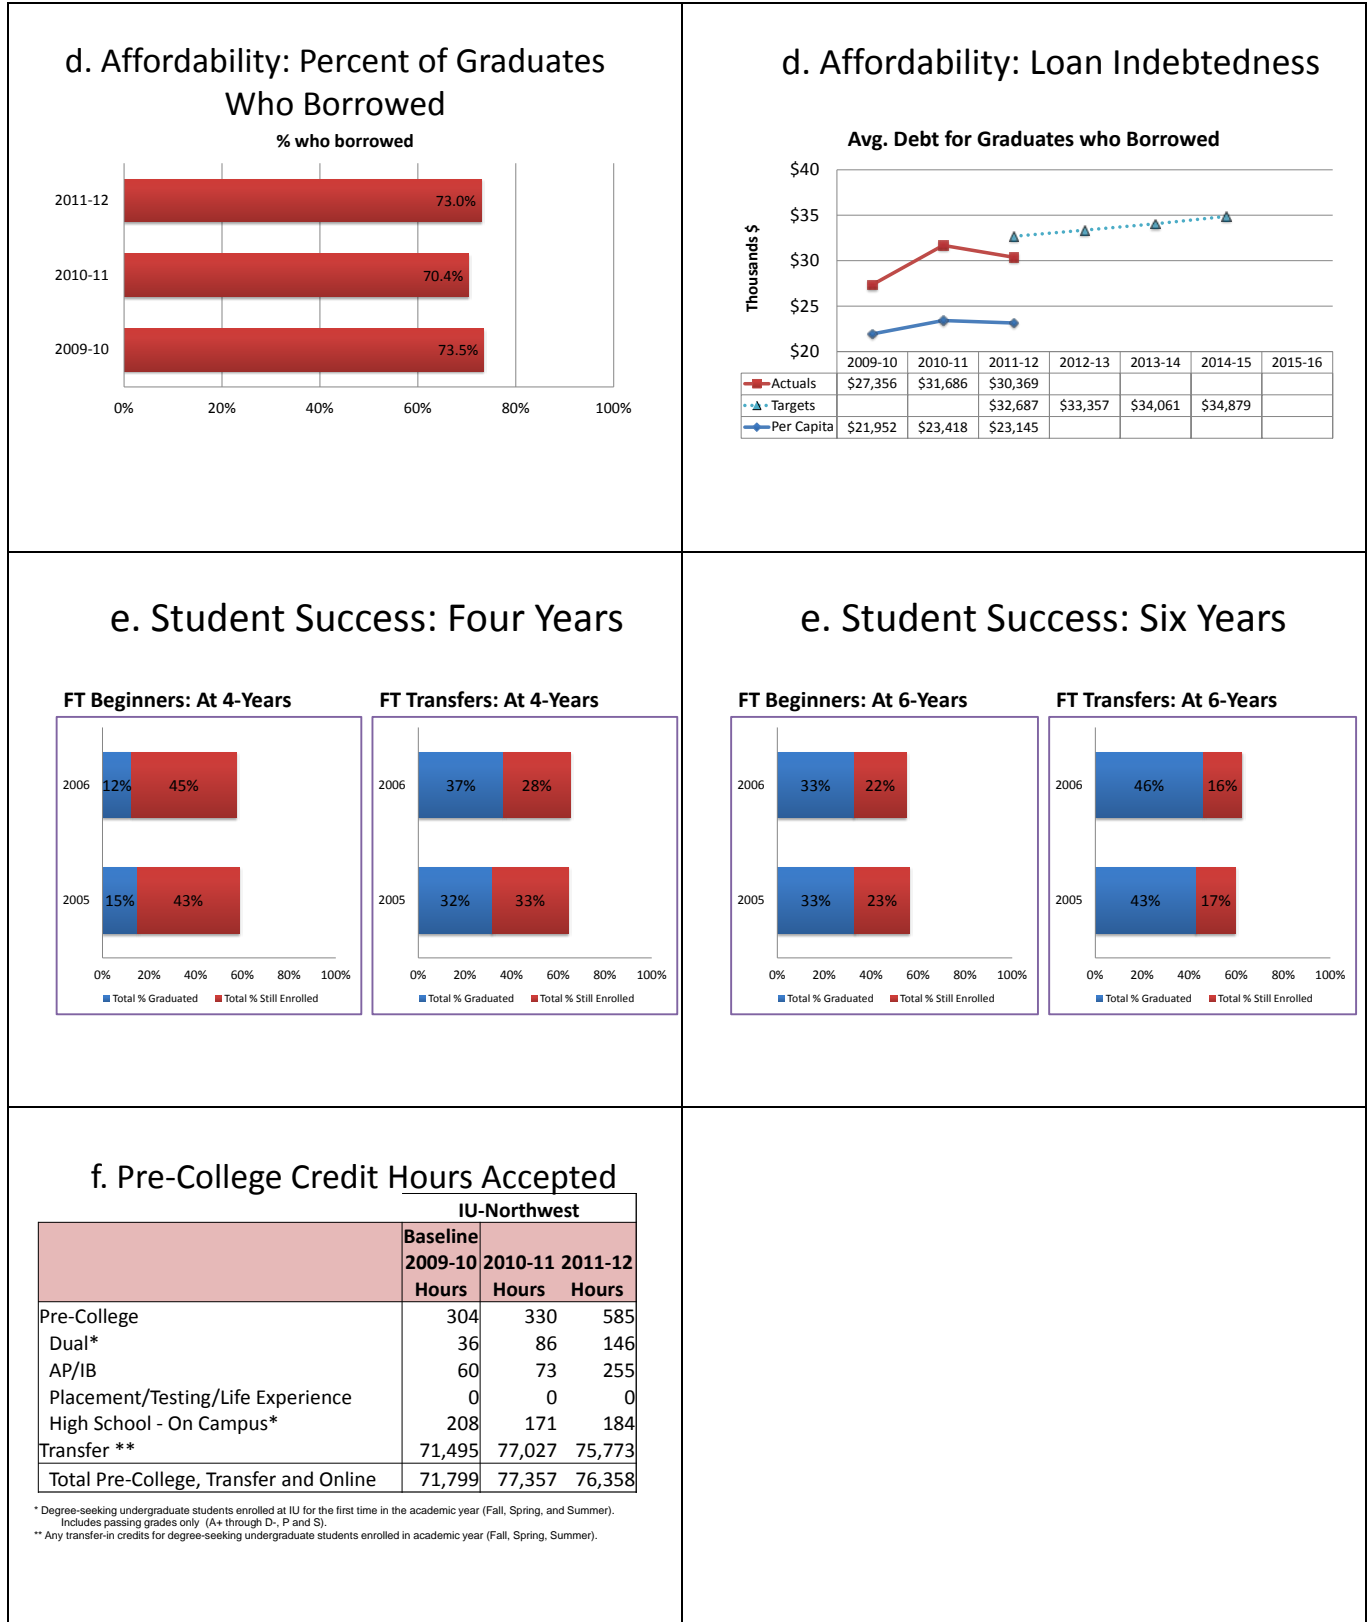 d. Affordability: Percent of Graduates
Who Borrowed
% who borrowed
2011-12 73.0%
2010-11 70.4%
2009-10 73.5%
0% 20% 40% 60% 80% 100%
d. Affordability: Loan Indebtedness
Avg. Debt for Graduates who Borrowed
Thousands $
$40
$35
$30
$25
$20
2009-10 2010-11 2011-12 2012-13 2013-14 2014-15 2015-16
Actuals $27,356 $31,686 $30,369
Targets $32,687 $33,357 $34,061 $34,879
Per Capita $21,952 $23,418 $23,145
e. Student Success: Four Years
FT Beginners: At 4-Years
2006 12% 45%
2005 15% 43%
0% 20% 40% 60% 80% 100%
Total % Graduated Total % Still Enrolled
FT Transfers: At 4-Years
2006 37% 28%
2005 32% 33%
0% 20% 40% 60% 80% 100%
Total % Graduated Total % Still Enrolled
e. Student Success: Six Years
FT Beginners: At 6-Years
2006 33% 22%
2005 33% 23%
0% 20% 40% 60% 80% 100%
Total % Graduated Total % Still Enrolled
FT Transfers: At 6-Years
2006 46% 16%
2005 43% 17%
0% 20% 40% 60% 80% 100%
Total % Graduated Total % Still Enrolled
f. Pre-College Credit Hours Accepted
IU-Northwest
Baseline
2009-10 2010-11 2011-12
Hours Hours Hours
Pre-College 304 330 585
Dual* 36 86 146
AP/IB 60 73 255
Placement/Testing/Life Experience 0 0 0
High School - On Campus* 208 171 184
Transfer ** 71,495 77,027 75,773
Total Pre-College, Transfer and Online 71,799 77,357 76,358
* Degree-seeking undergraduate students enrolled at IU for the first time in the academic year (Fall, Spring, and Summer).
Includes passing grades only (A+ through D-, P and S).
** Any transfer-in credits for degree-seeking undergraduate students enrolled in academic year (Fall, Spring, Summer).